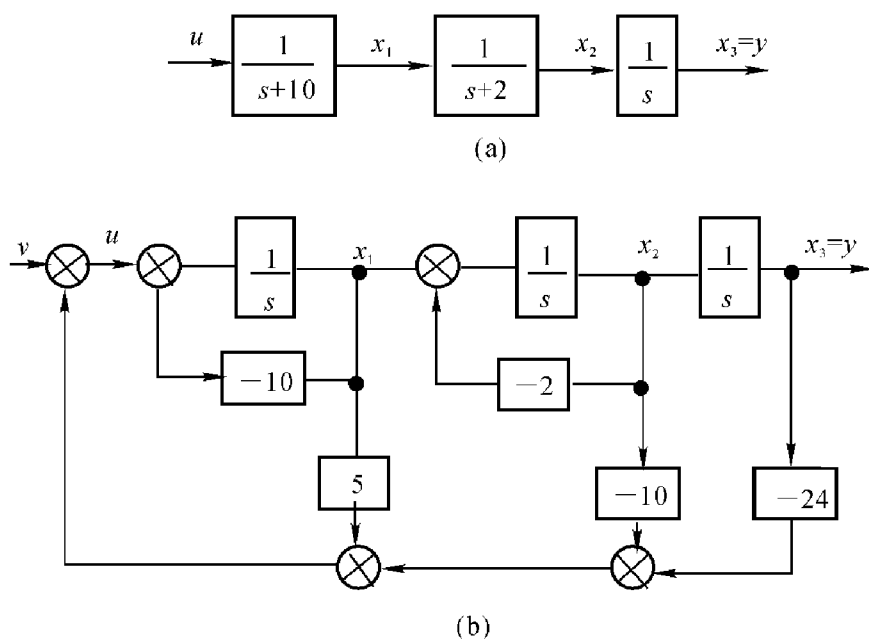 u 1/s+10 x₁ 1/s+2 x₂ 1/s x₃=y
(a)
v u 1/s x₁ 1/s x₂ 1/s x₃=y
−10 −2
5 −10 −24
(b)